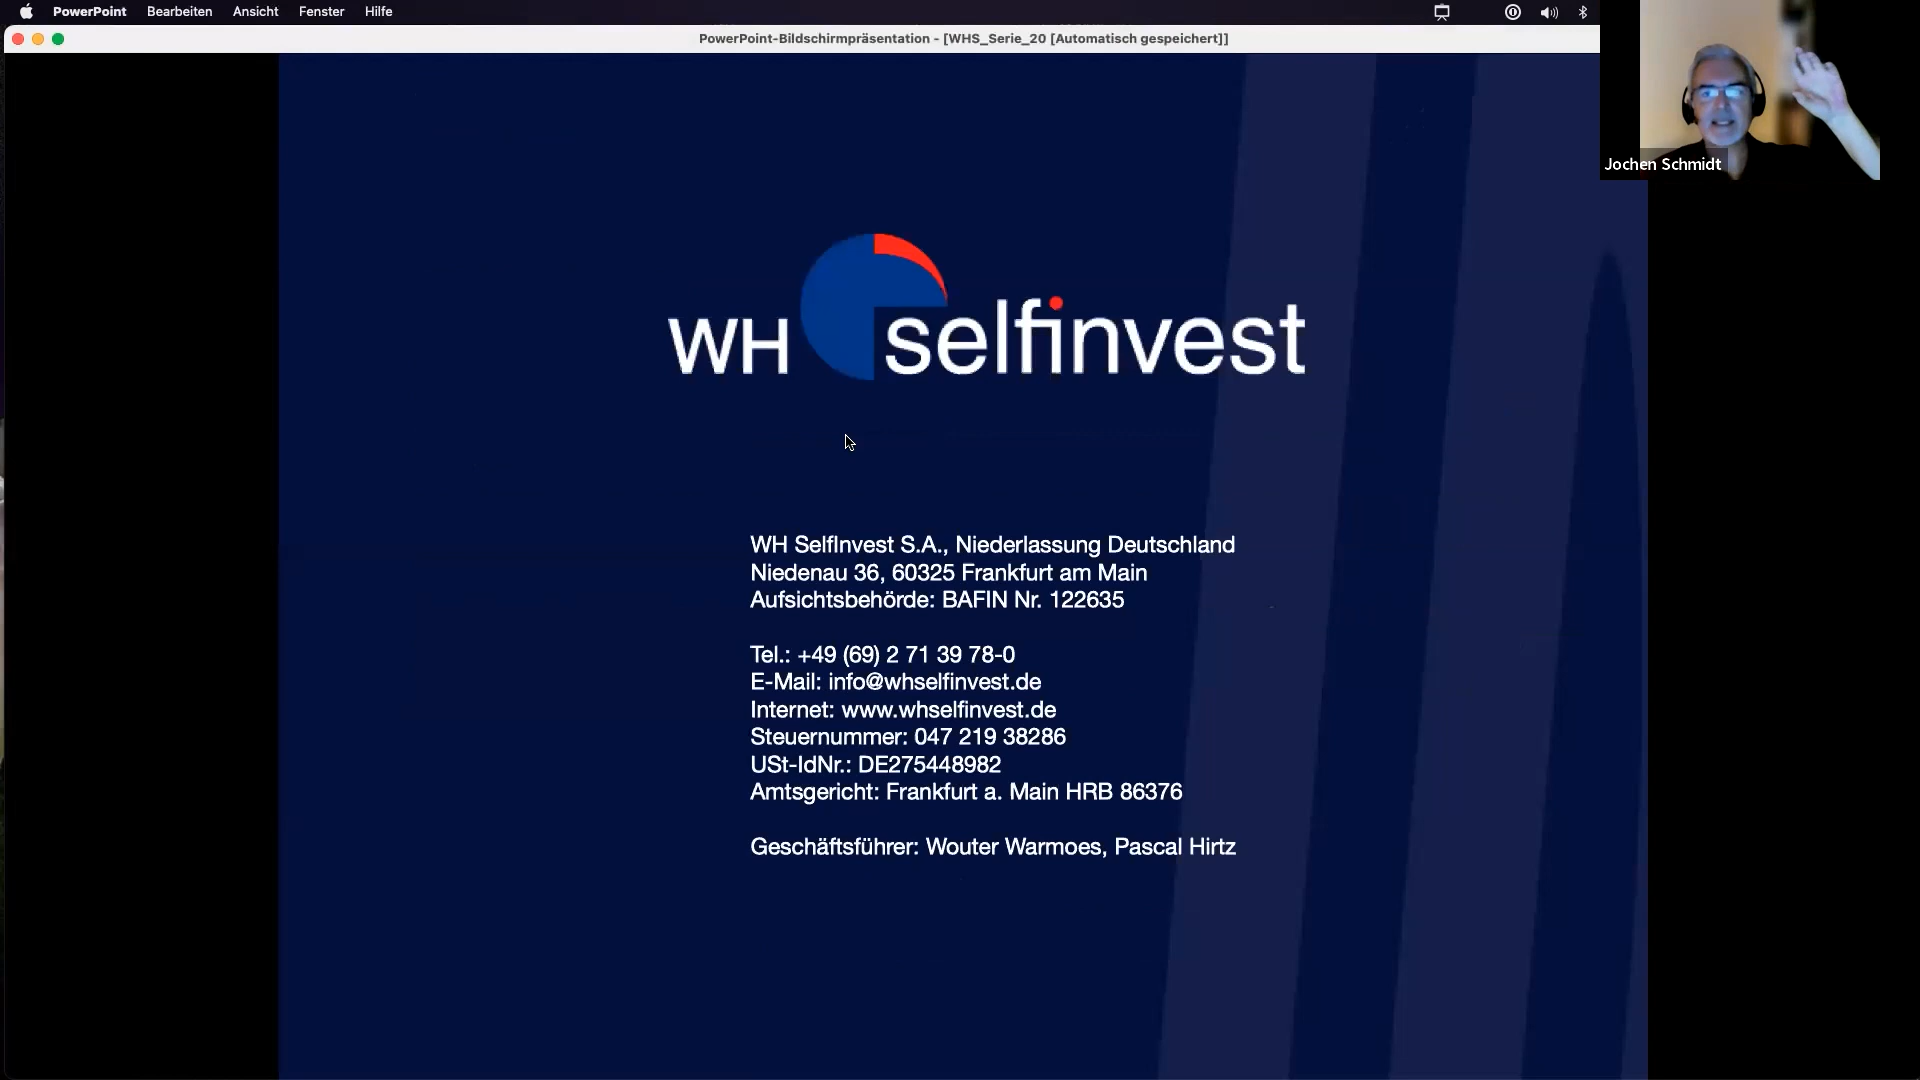 PowerPoint Bearbeiten Ansicht Fenster Hilfe
PowerPoint-Bildschirmpräsentation - [WHS_Serie_20 [Automatisch gespeichert]]
Jochen Schmidt
WH selfinvest
WH SelfInvest S.A., Niederlassung Deutschland
Niedenau 36, 60325 Frankfurt am Main
Aufsichtsbehörde: BAFIN Nr. 122635
Tel.: +49 (69) 2 71 39 78-0
E-Mail: info@whselfinvest.de
Internet: www.whselfinvest.de
Steuernummer: 047 219 38286
USt-IdNr.: DE275448982
Amtsgericht: Frankfurt a. Main HRB 86376
Geschäftsführer: Wouter Warmoes, Pascal Hirtz